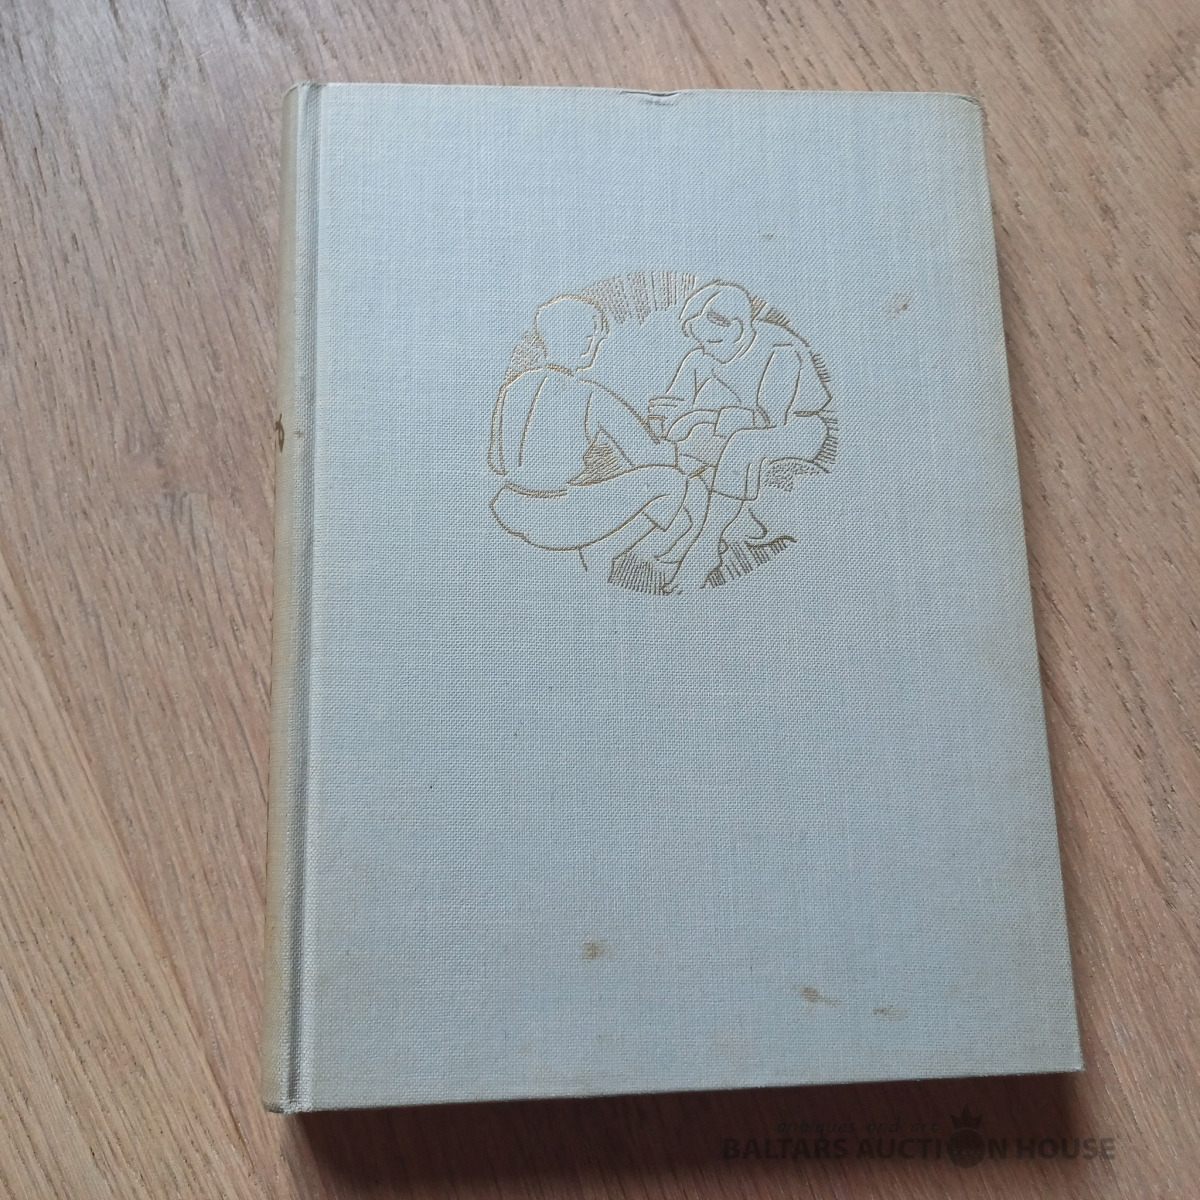 antiques and art
BALTARS AUCTION HOUSE